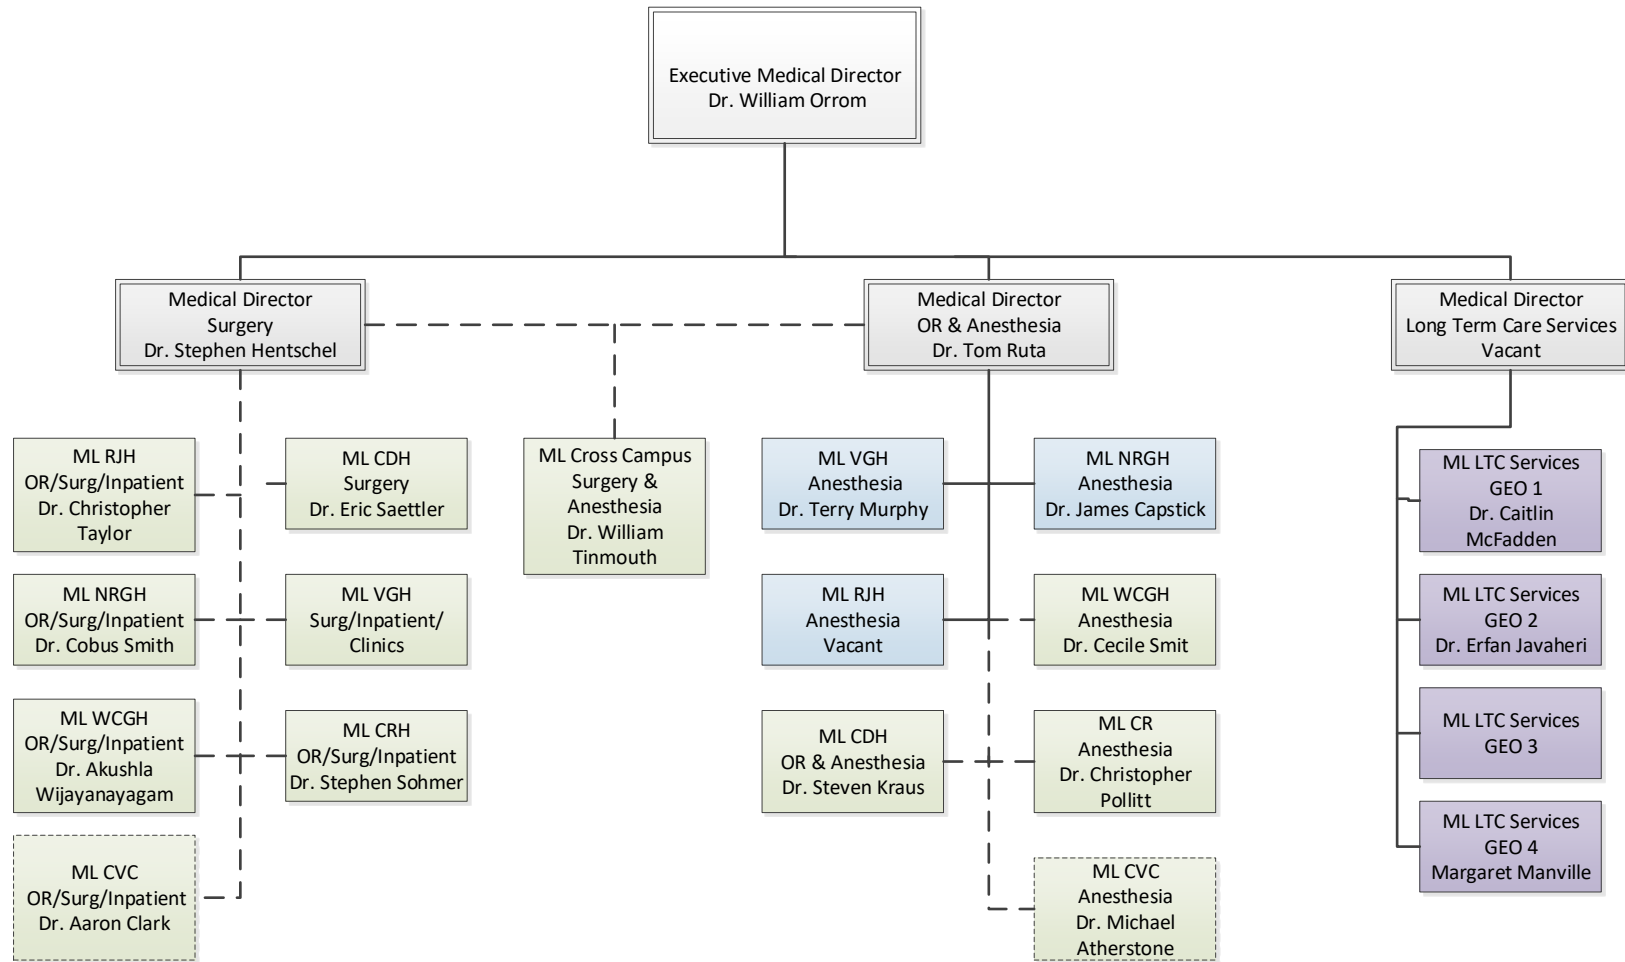 Executive Medical Director
Dr. William Orrom
Medical Director
Surgery
Dr. Stephen Hentschel
Medical Director
OR & Anesthesia
Dr. Tom Ruta
Medical Director
Long Term Care Services
Vacant
ML RJH
OR/Surg/Inpatient
Dr. Christopher
Taylor
ML CDH
Surgery
Dr. Eric Saettler
ML NRGH
OR/Surg/Inpatient
Dr. Cobus Smith
ML VGH
Surg/Inpatient/
Clinics
ML WCGH
OR/Surg/Inpatient
Dr. Akushla
Wijayanayagam
ML CRH
OR/Surg/Inpatient
Dr. Stephen Sohmer
ML CVC
OR/Surg/Inpatient
Dr. Aaron Clark
ML Cross Campus
Surgery &
Anesthesia
Dr. William
Tinmouth
ML VGH
Anesthesia
Dr. Terry Murphy
ML NRGH
Anesthesia
Dr. James Capstick
ML RJH
Anesthesia
Vacant
ML WCGH
Anesthesia
Dr. Cecile Smit
ML CDH
OR & Anesthesia
Dr. Steven Kraus
ML CR
Anesthesia
Dr. Christopher
Pollitt
ML CVC
Anesthesia
Dr. Michael
Atherstone
ML LTC Services
GEO 1
Dr. Caitlin
McFadden
ML LTC Services
GEO 2
Dr. Erfan Javaheri
ML LTC Services
GEO 3
ML LTC Services
GEO 4
Margaret Manville